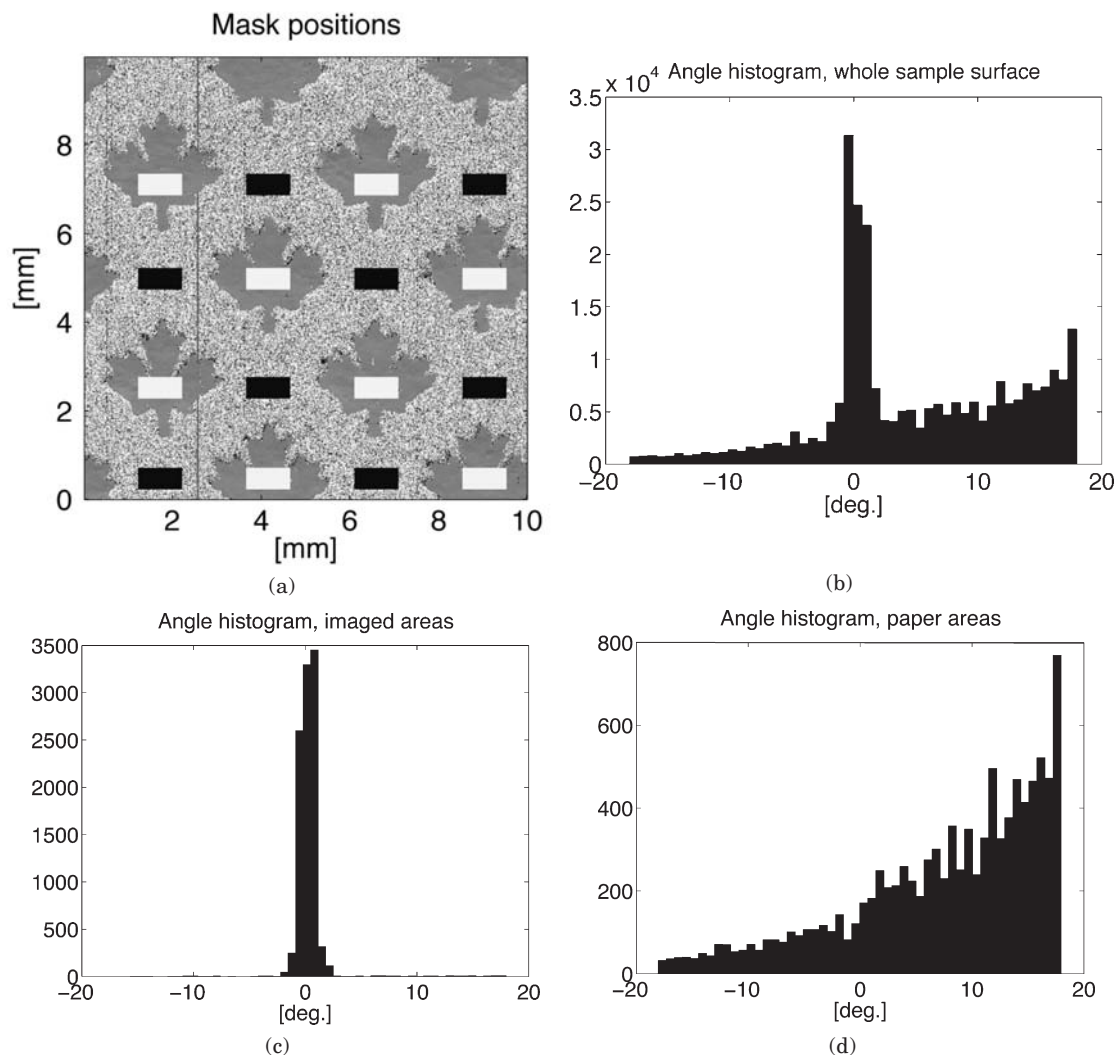 Mask positions
8
6
4
2
0
[mm]
2 4 6 8 10
[mm]
(a)
x 10^4 Angle histogram, whole sample surface
3.5
3
2.5
2
1.5
1
0.5
0
−20 −10 0 10 20
[deg.]
(b)
Angle histogram, imaged areas
3500
3000
2500
2000
1500
1000
500
0
−20 −10 0 10 20
[deg.]
(c)
Angle histogram, paper areas
800
600
400
200
0
−20 −10 0 10 20
[deg.]
(d)